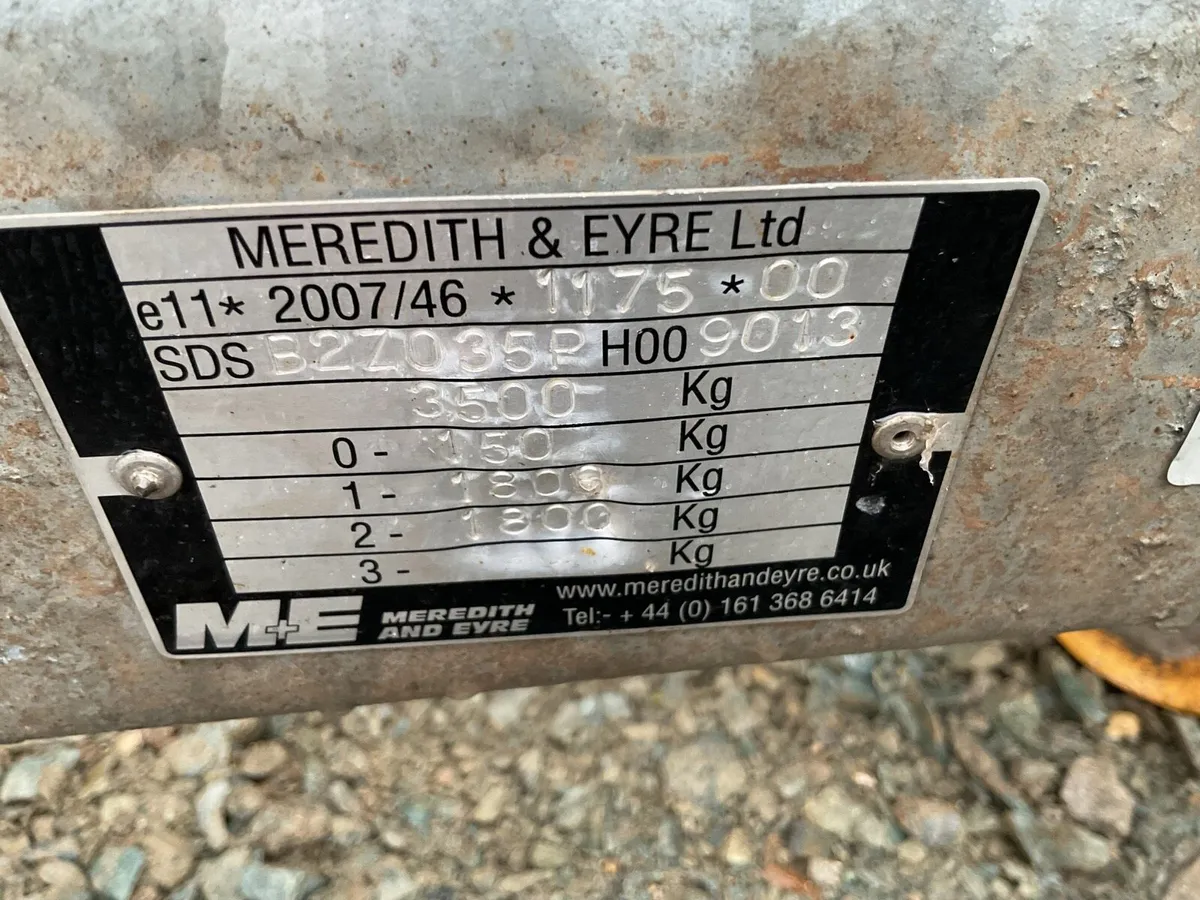 MEREDITH & EYRE Ltd
e11* 2007/46 * 1175 * 00
SDS B2Z035P H00 9013
3500 Kg
0 - 150 Kg
1 - 1800 Kg
2 - 1800 Kg
3 - Kg
M+E MEREDITH AND EYRE
www.meredithandeyre.co.uk
Tel:- + 44 (0) 161 368 6414